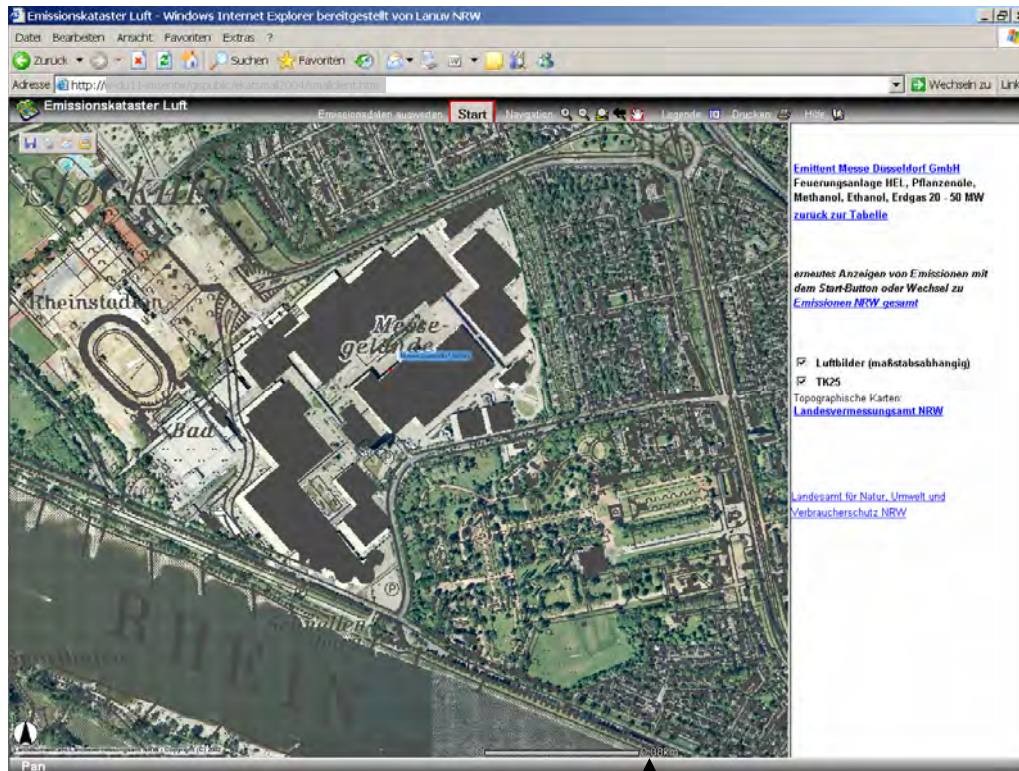 Emissionskataster Luft - Windows Internet Explorer bereitgestellt von Lanuv NRW
Datei Bearbeiten Ansicht Favoriten Extras ?
Zurück Suchen Favoriten
Adresse http:// Wechseln zu Link
Emissionskataster Luft
Emissionsdaten auswerten Start Navigation Legende Drucken Hilfe
Stockum
Emittent Messe Düsseldorf GmbH
Feuerungsanlage HEL, Pflanzenöle,
Methanol, Ethanol, Erdgas 20 - 50 MW
zurück zur Tabelle
erneutes Anzeigen von Emissionen mit
dem Start-Button oder Wechsel zu
Emissionen NRW gesamt
Rheinstadion
Messe-
gelände
Luftbilder (maßstabsabhängig)
TK25
Topographische Karten:
Landesvermessungsamt NRW
Bad
Landesamt für Natur, Umwelt und
Verbraucherschutz NRW
P
(P)
RHEIN
Pan